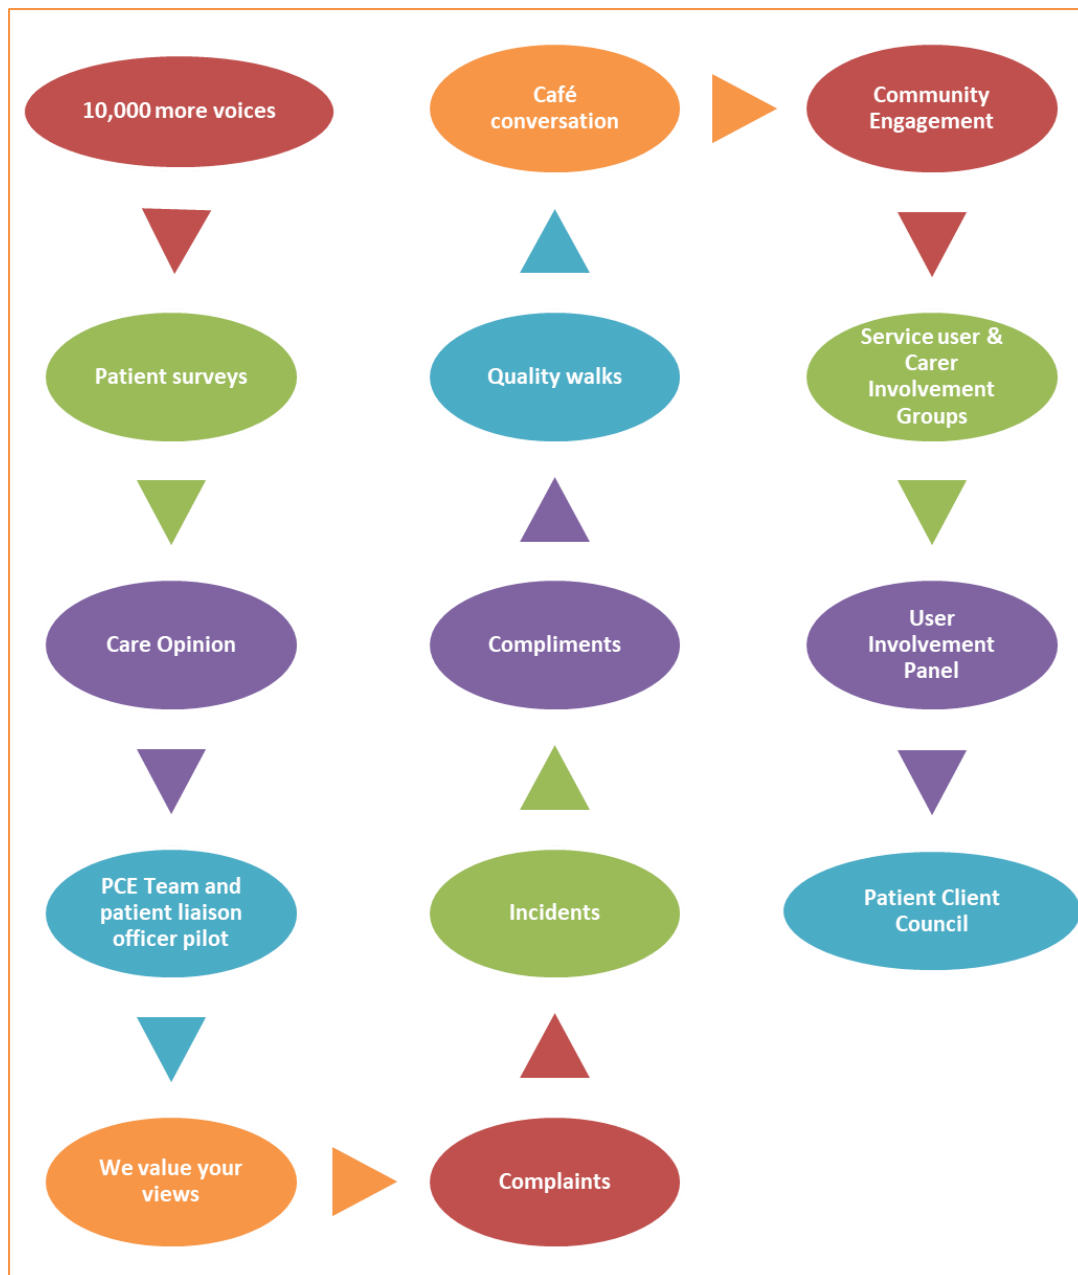 10,000 more voices
Patient surveys
Care Opinion
PCE Team and
patient liaison
officer pilot
We value your
views
Complaints
Incidents
Compliments
Quality walks
Café
conversation
Community
Engagement
Service user &
Carer
Involvement
Groups
User
Involvement
Panel
Patient Client
Council